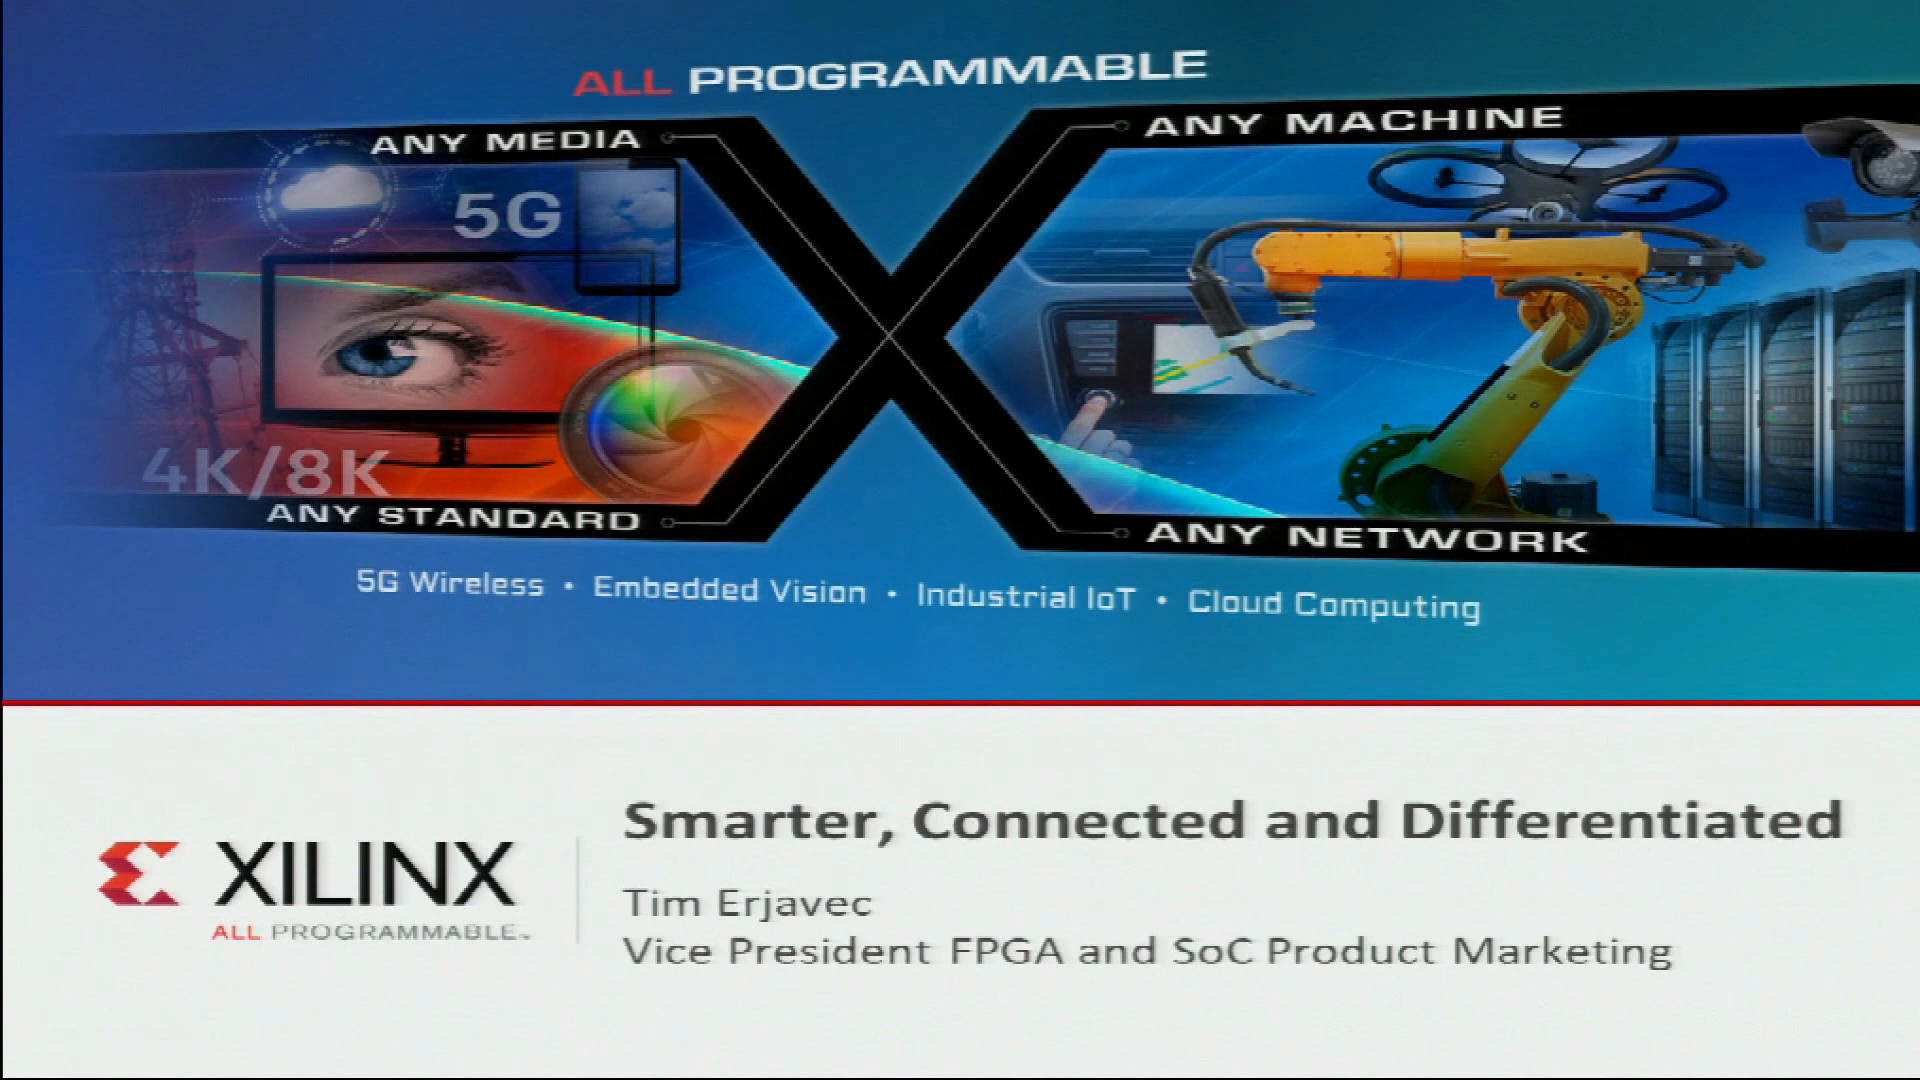 ALL PROGRAMMABLE
ANY MEDIA
ANY MACHINE
5G
4K/8K
ANY STANDARD
ANY NETWORK
5G Wireless • Embedded Vision • Industrial IoT • Cloud Computing
XILINX
ALL PROGRAMMABLE™
Smarter, Connected and Differentiated
Tim Erjavec
Vice President FPGA and SoC Product Marketing